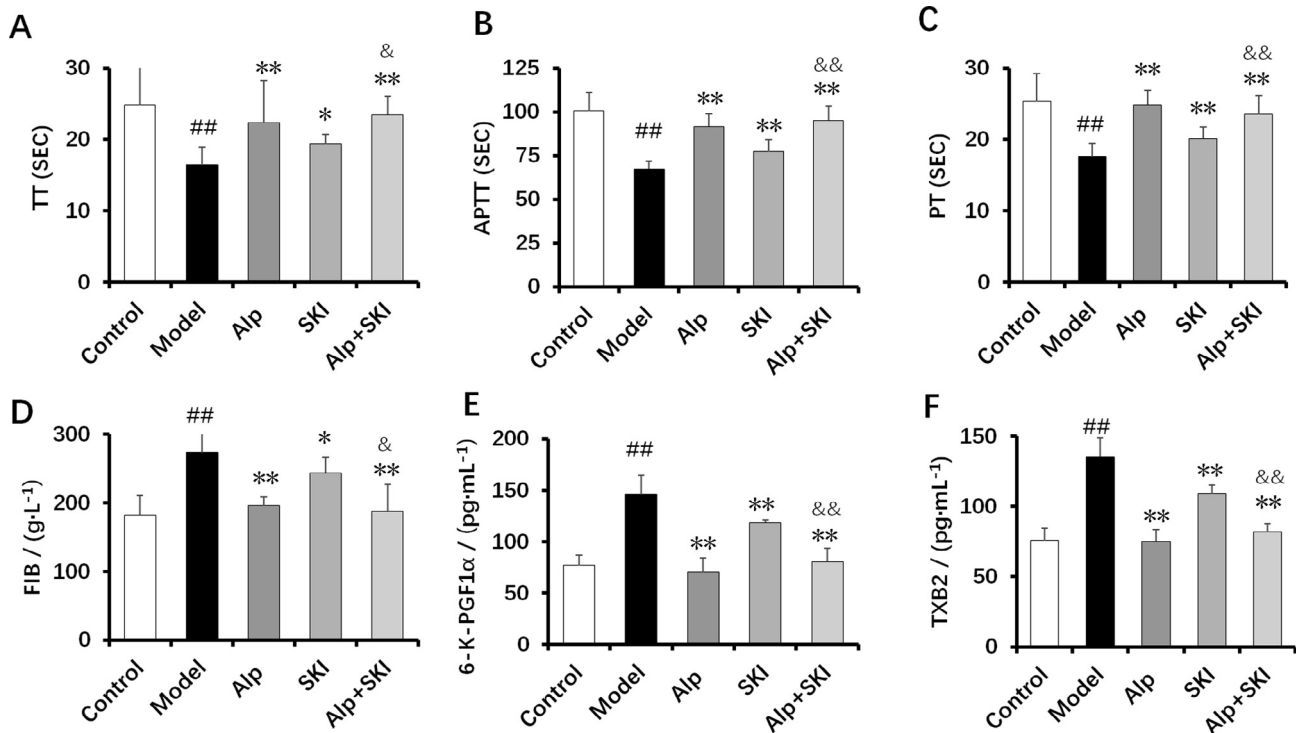 A
TT (SEC)
30
20
10
0
##
**
*
&
**
Control
Model
Alp
SKI
Alp+SKI
B
APTT (SEC)
125
100
75
50
25
0
##
**
**
&&
**
Control
Model
Alp
SKI
Alp+SKI
C
PT (SEC)
30
20
10
0
##
**
**
&&
**
Control
Model
Alp
SKI
Alp+SKI
D
FIB / (g·L⁻¹)
300
200
100
0
##
**
*
&
**
Control
Model
Alp
SKI
Alp+SKI
E
6-K-PGF1α / (pg·mL⁻¹)
200
150
100
50
0
##
**
**
&&
**
Control
Model
Alp
SKI
Alp+SKI
F
TXB2 / (pg·mL⁻¹)
150
100
50
0
##
**
**
&&
**
Control
Model
Alp
SKI
Alp+SKI